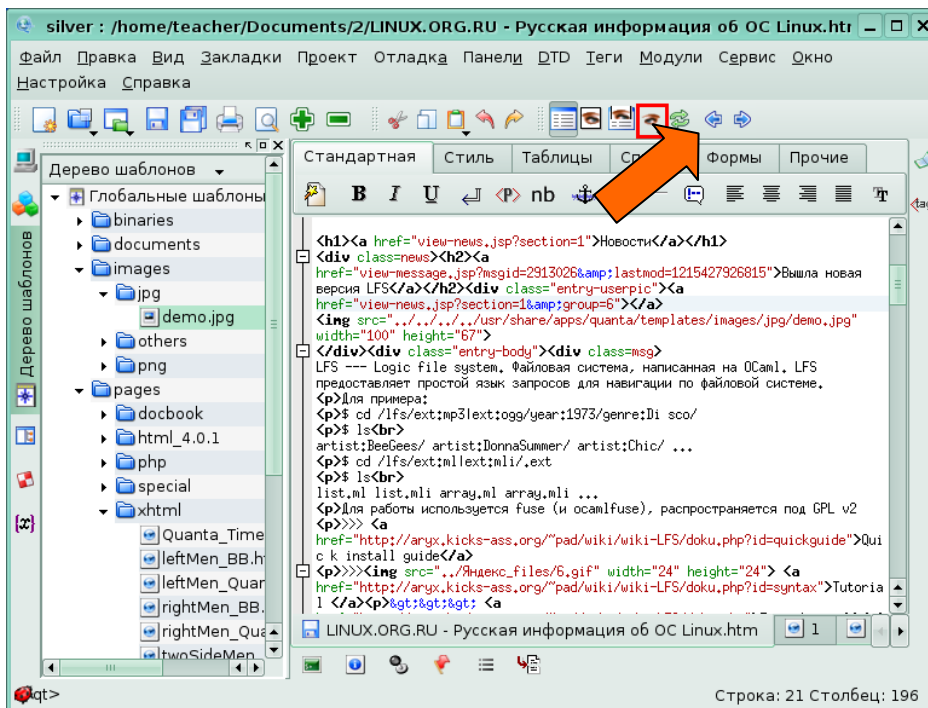 silver : /home/teacher/Documents/2/LINUX.ORG.RU - Русская информация об ОС Linux.htr
Файл Правка Вид Закладки Проект Отладка Панели DTD Теги Модули Сервис Окно
Настройка Справка
Дерево шаблонов
Дерево шаблонов
Глобальные шаблоны
binaries
documents
images
jpg
demo.jpg
others
png
pages
docbook
html_4.0.1
php
special
xhtml
Quanta_Time
leftMen_BB.h
leftMen_Quar
rightMen_BB.
rightMen_Qua
twoSideMen
Стандартная Стиль Таблицы Формы Прочие
B I U <P> nb
<h1><a href="view-news.jsp?section=1">Новости</a></h1>
<div class=news><h2><a
href="view-message.jsp?msgid=2913026&amp;lastmod=1215427926815">Вышла новая
версия LFS</a></h2><div class="entry-userpic"><a
href="view-news.jsp?section=1&amp;group=6"></a>
<img src="../../../../usr/share/apps/quanta/templates/images/jpg/demo.jpg"
width="100" height="67">
</div><div class="entry-body"><div class=msg>
LFS --- Logic file system. Файловая система, написанная на OCaml. LFS
предоставляет простой язык запросов для навигации по файловой системе.
<p>Для примера:
<p>$ cd /lfs/ext:mp3|ext:ogg/year:1973/genre:Di sco/
<p>$ ls<br>
artist:BeeGees/ artist:DonnaSummer/ artist:Chic/ ...
<p>$ cd /lfs/ext:ml|ext:mli/.ext
<p>$ ls<br>
list.ml list.mli array.ml array.mli ...
<p>Для работы используется fuse (и ocamlfuse), распространяется под GPL v2
<p>>>> <a
href="http://aryx.kicks-ass.org/~pad/wiki/wiki-LFS/doku.php?id=quickguide">Qui
c k install guide</a>
<p>>>><img src="../Яндекс_files/6.gif" width="24" height="24"> <a
href="http://aryx.kicks-ass.org/~pad/wiki/wiki-LFS/doku.php?id=syntax">Tutoria
l </a><p>&gt;&gt;&gt; <a
LINUX.ORG.RU - Русская информация об ОС Linux.htm 1
qt>
Строка: 21 Столбец: 196